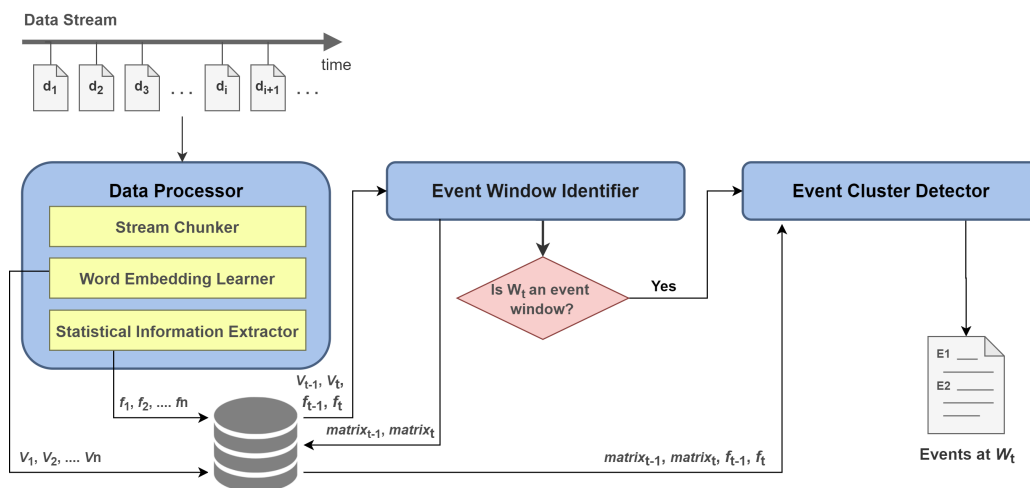 Data Stream
time
d1 d2 d3 . . . di di+1 . . .
Data Processor
Stream Chunker
Word Embedding Learner
Statistical Information Extractor
Event Window Identifier
Is Wt an event
window?
Yes
Event Cluster Detector
E1
E2
Events at Wt
Vt-1, Vt,
ft-1, ft
f1, f2, .... fn
V1, V2, .... Vn
matrixt-1, matrixt
matrixt-1, matrixt, ft-1, ft